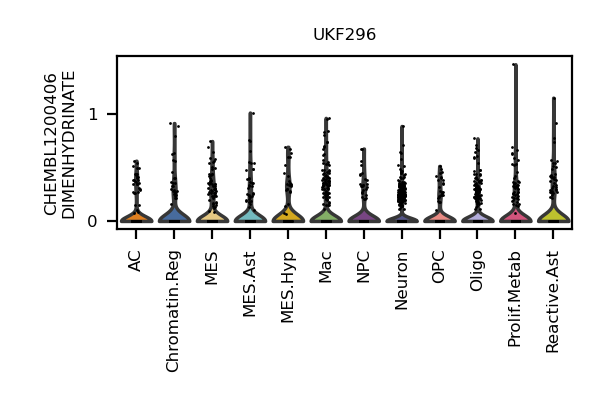 UKF296
CHEMBL1200406
DIMENHYDRINATE
1
0
AC
Chromatin.Reg
MES
MES.Ast
MES.Hyp
Mac
NPC
Neuron
OPC
Oligo
Prolif.Metab
Reactive.Ast